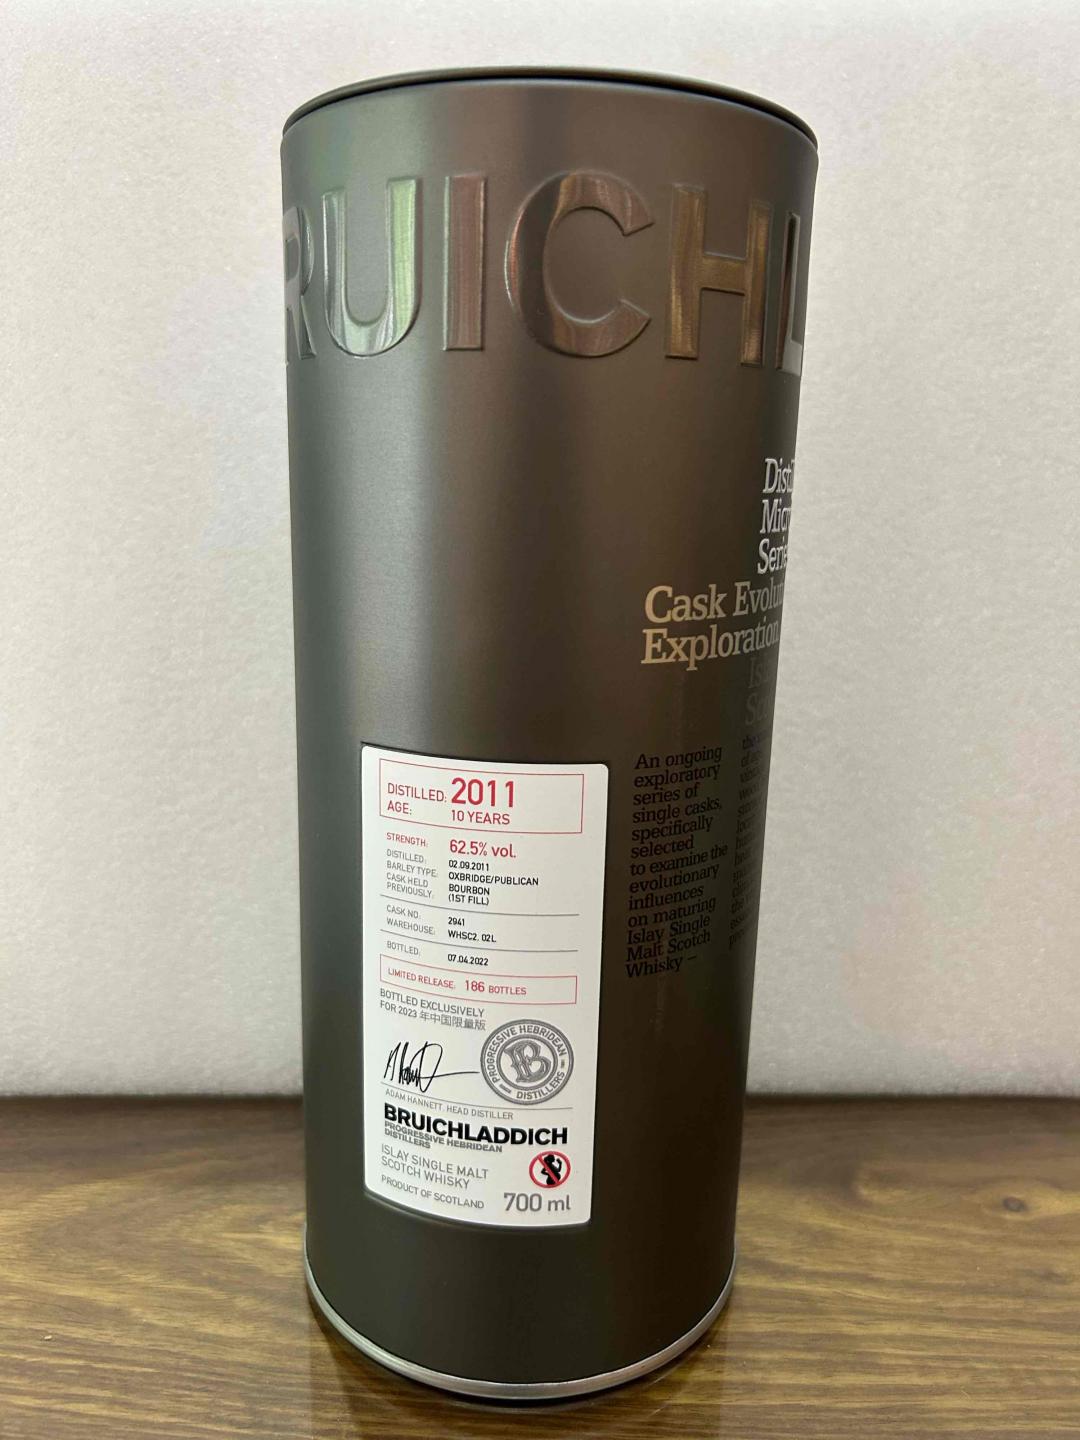 RUICHL
Cask
Exploration
An ongoing
exploratory
series of
single casks,
specifically
selected
to examine the
evolutionary
influences
on maturing
Islay Single
Malt Scotch
Whisky –
DISTILLED: 2011
AGE: 10 YEARS
STRENGTH: 62.5% vol.
DISTILLED: 02.09.2011
BARLEY TYPE: OXBRIDGE/PUBLICAN
CASK HELD PREVIOUSLY: BOURBON
(1ST FILL)
CASK NO. 2941
WAREHOUSE: WHSC2, 02L
BOTTLED: 07.04.2022
LIMITED RELEASE: 186 BOTTLES
BOTTLED EXCLUSIVELY
FOR 2023 年中国限量版
PROGRESSIVE HEBRIDEAN DISTILLERS
B
ADAM HANNETT, HEAD DISTILLER
BRUICHLADDICH
PROGRESSIVE HEBRIDEAN
DISTILLERS
ISLAY SINGLE MALT
SCOTCH WHISKY
PRODUCT OF SCOTLAND
700 ml